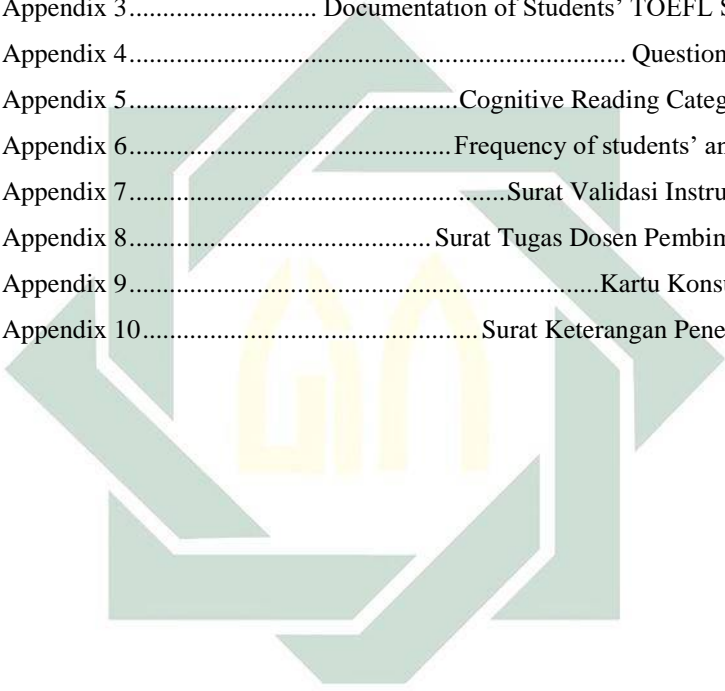 Appendix 3............................. Documentation of Students’ TOEFL S
Appendix 4............................................................................. Question
Appendix 5...................................................Cognitive Reading Categ
Appendix 6..................................................Frequency of students’ an
Appendix 7..........................................................Surat Validasi Instru
Appendix 8............................................... Surat Tugas Dosen Pembim
Appendix 9........................................................................Kartu Konsu
Appendix 10.................................................... Surat Keterangan Pene